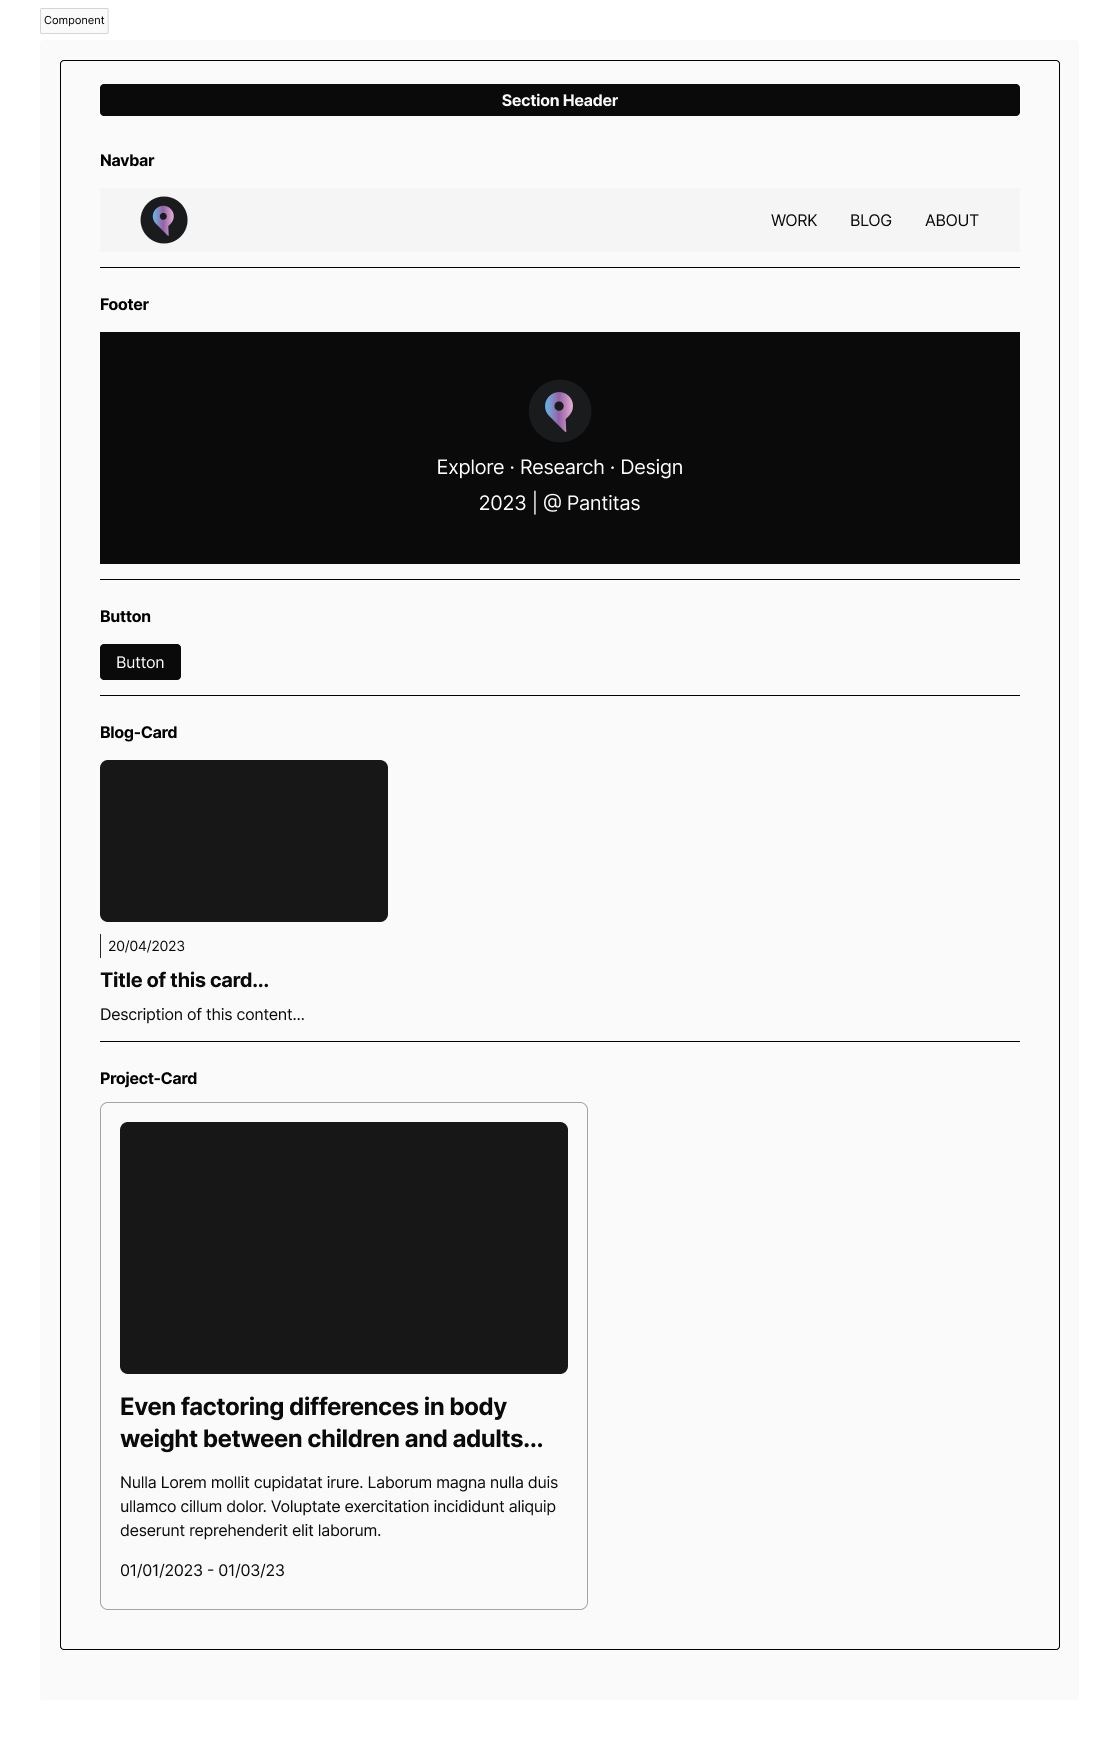 Component
Section Header
Navbar
WORK BLOG ABOUT
Footer
Explore · Research · Design
2023 | @ Pantitas
Button
Button
Blog-Card
20/04/2023
Title of this card...
Description of this content...
Project-Card
Even factoring differences in body
weight between children and adults...
Nulla Lorem mollit cupidatat irure. Laborum magna nulla duis
ullamco cillum dolor. Voluptate exercitation incididunt aliquip
deserunt reprehenderit elit laborum.
01/01/2023 - 01/03/23